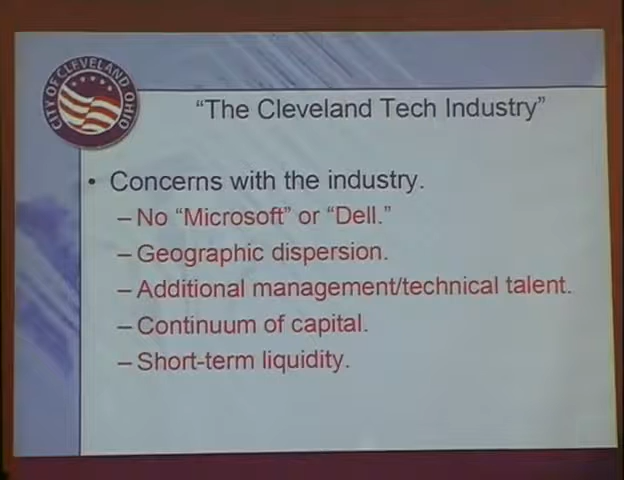 CITY OF CLEVELAND OHIO
“The Cleveland Tech Industry”
• Concerns with the industry.
– No “Microsoft” or “Dell.”
– Geographic dispersion.
– Additional management/technical talent.
– Continuum of capital.
– Short-term liquidity.